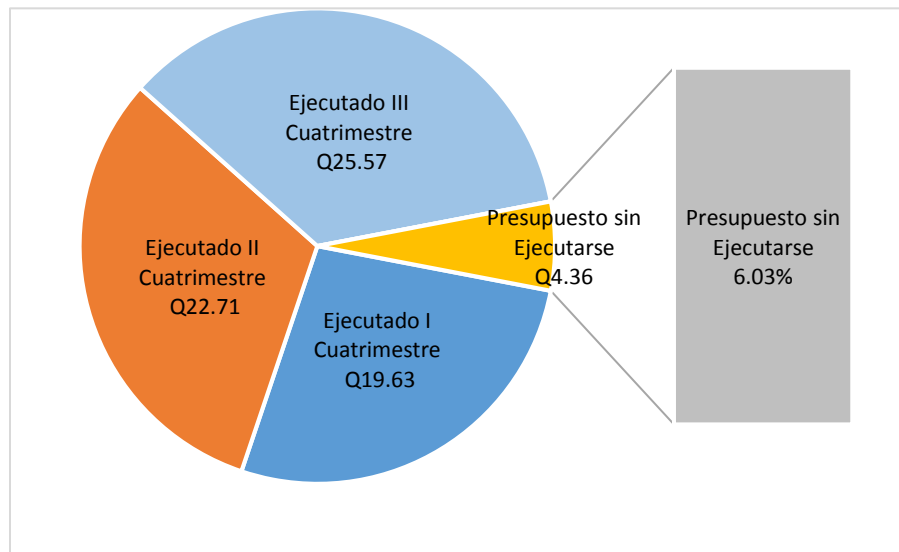 Ejecutado III
Cuatrimestre
Q25.57
Presupuesto sin
Ejecutarse
Q4.36
Presupuesto sin
Ejecutarse
6.03%
Ejecutado II
Cuatrimestre
Q22.71
Ejecutado I
Cuatrimestre
Q19.63